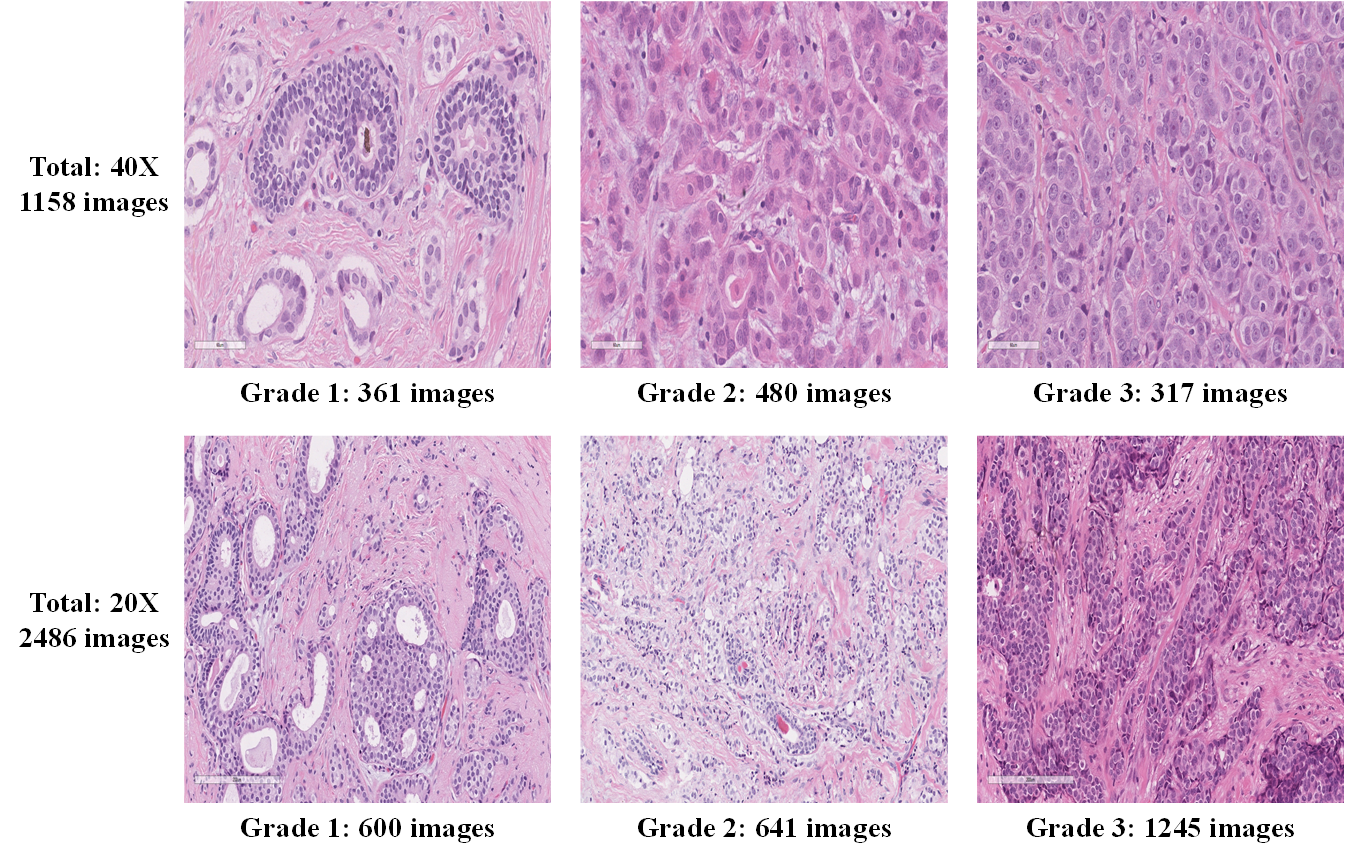 Total: 40X
1158 images
Grade 1: 361 images
Grade 2: 480 images
Grade 3: 317 images
Total: 20X
2486 images
Grade 1: 600 images
Grade 2: 641 images
Grade 3: 1245 images